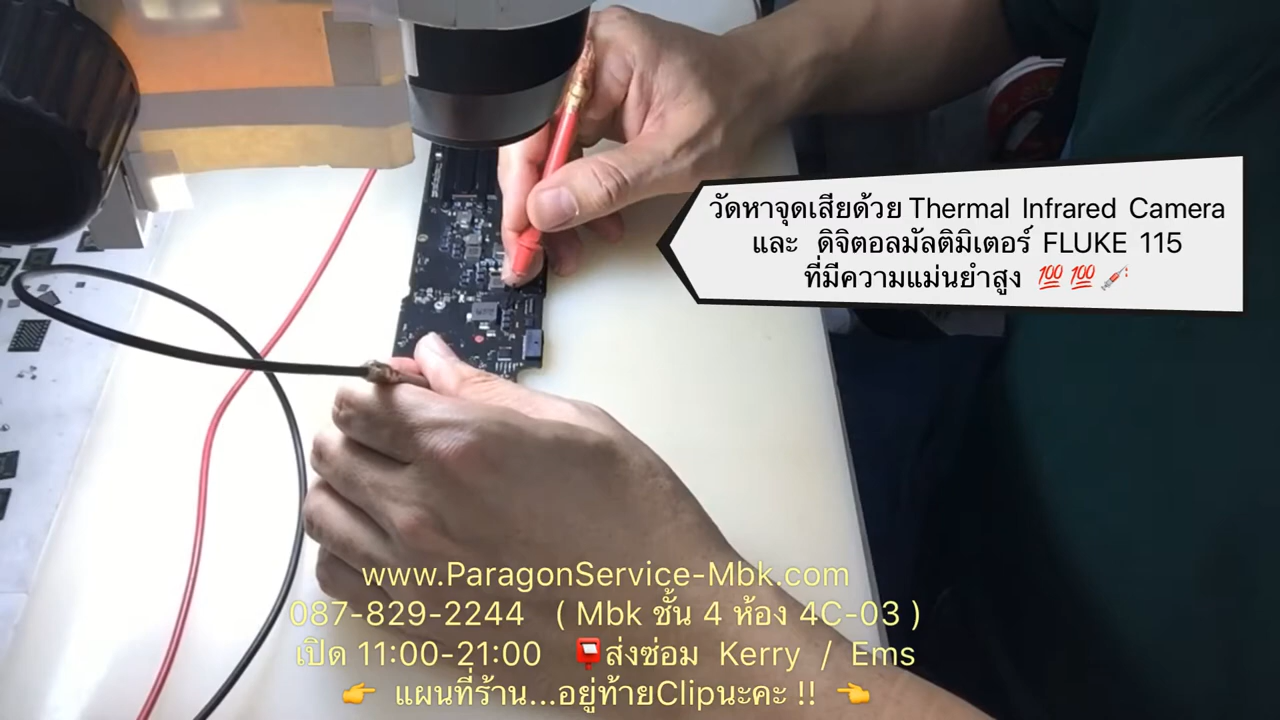 วัดหาจุดเสียด้วย Thermal Infrared Camera
และ ดิจิตอลมัลติมิเตอร์ FLUKE 115
ที่มีความแม่นยำสูง 💯💯💉
www.ParagonService-Mbk.com
087-829-2244 ( Mbk ชั้น 4 ห้อง 4C-03 )
เปิด 11:00-21:00 📮ส่งซ่อม Kerry / Ems
👉 แผนที่ร้าน...อยู่ท้ายClipนะคะ !! 👈